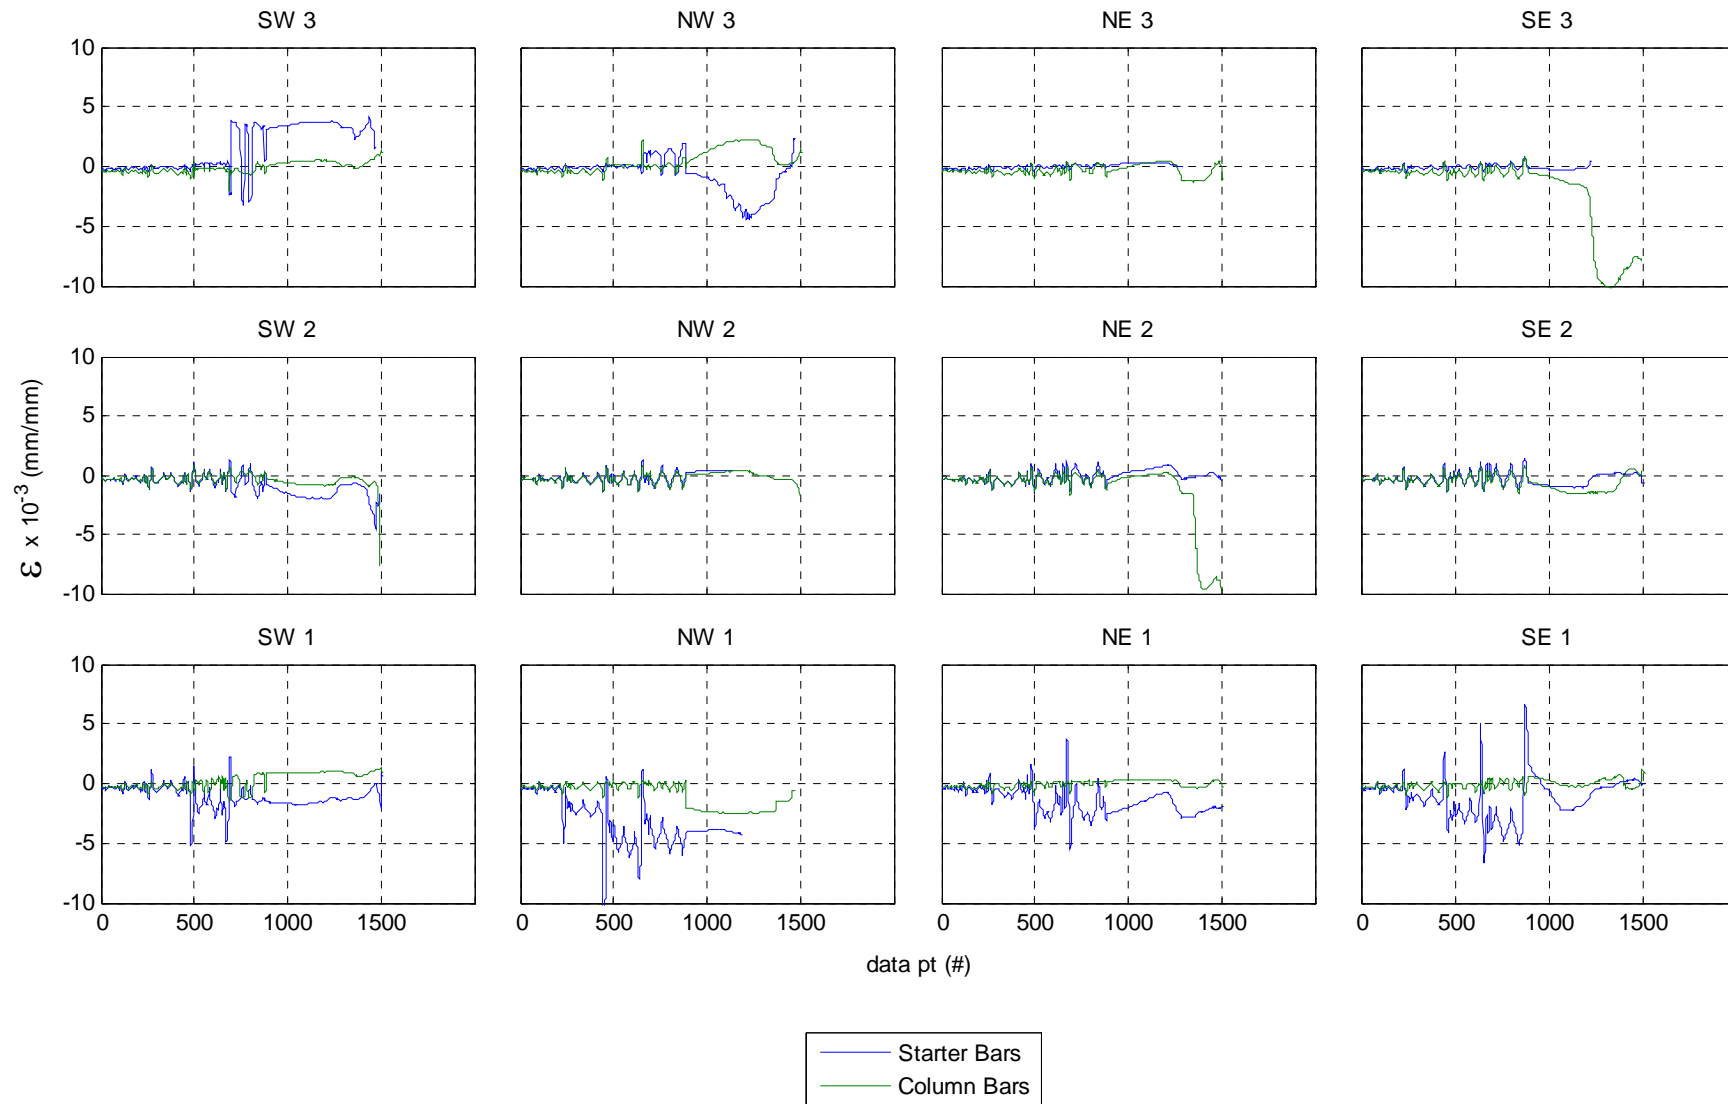 SW 3 NW 3 NE 3 SE 3
10
5
0
-5
-10
SW 2 NW 2 NE 2 SE 2
10
5
0
-5
-10
ε x 10-3 (mm/mm)
SW 1 NW 1 NE 1 SE 1
10
5
0
-5
-10
0 500 1000 1500 0 500 1000 1500 0 500 1000 1500 0 500 1000 1500
data pt (#)
Starter Bars
Column Bars